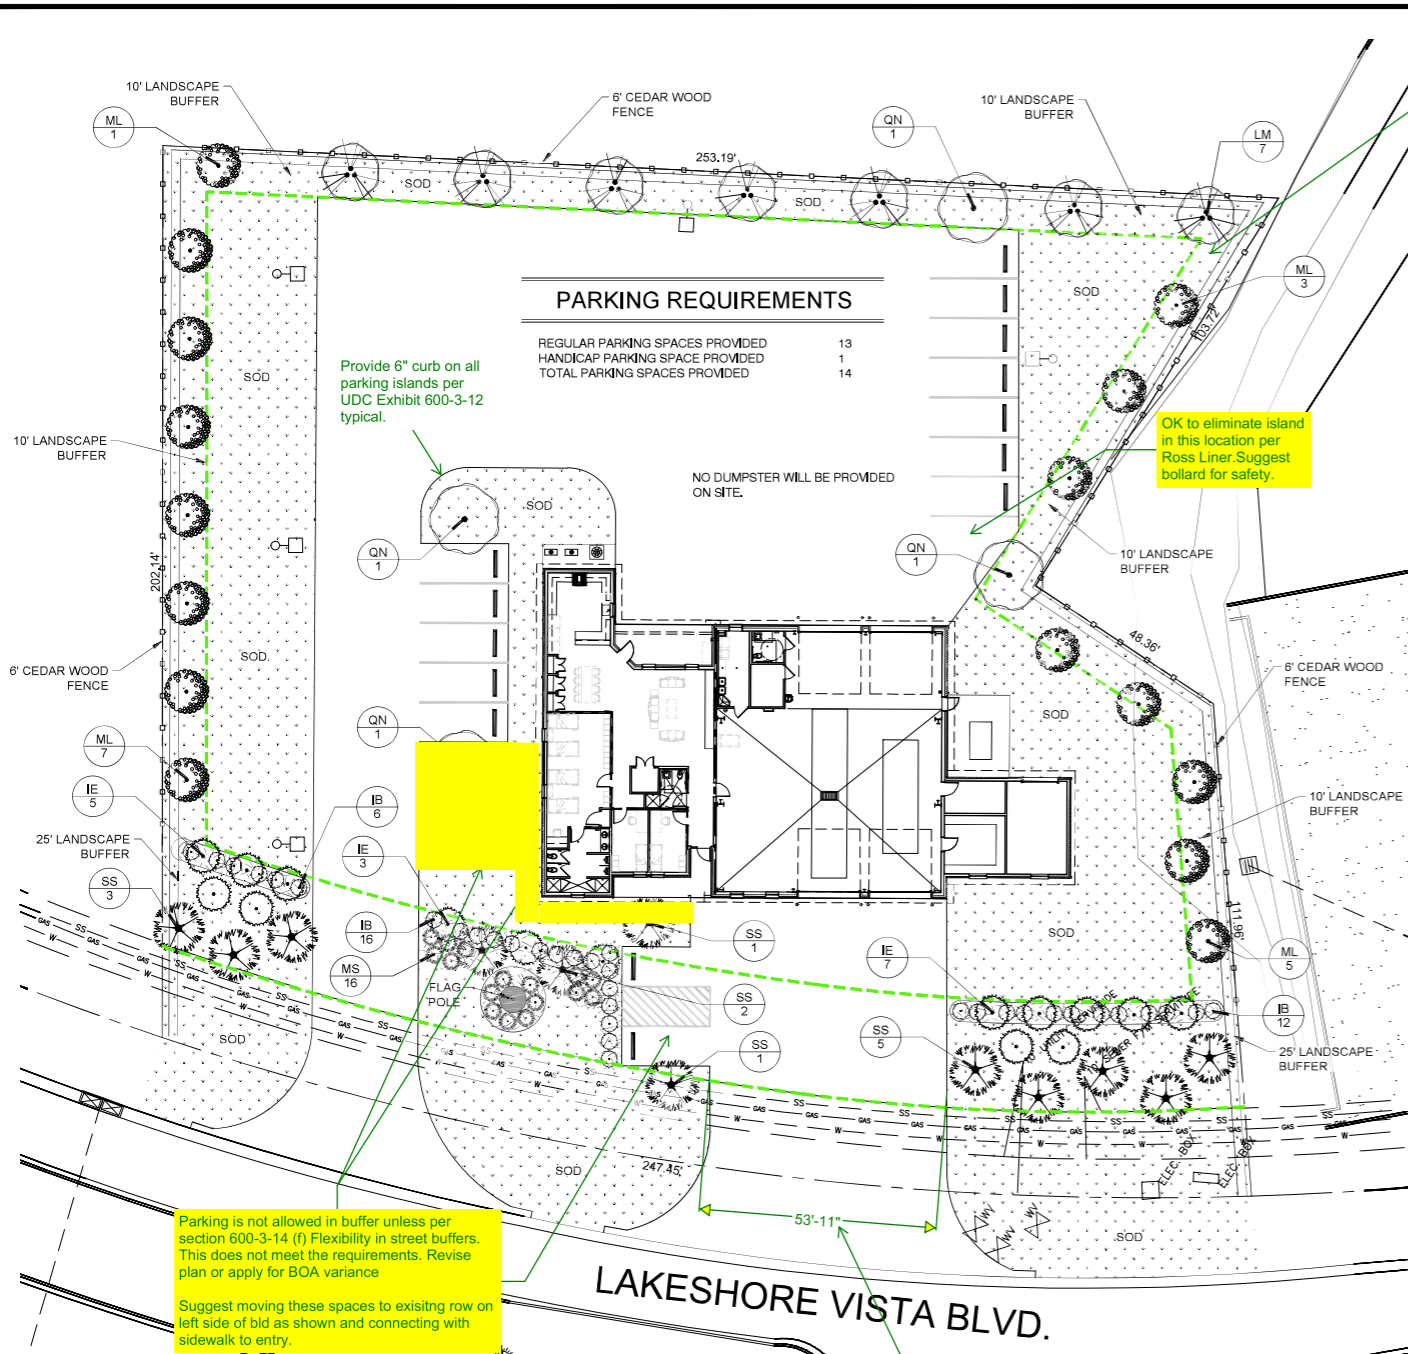 10' LANDSCAPE
BUFFER
ML
1
6' CEDAR WOOD
FENCE
253.19'
QN
1
10' LANDSCAPE
BUFFER
LM
7
SOD
SOD
SOD
ML
3
103.72'
PARKING REQUIREMENTS
REGULAR PARKING SPACES PROVIDED 13
HANDICAP PARKING SPACE PROVIDED 1
TOTAL PARKING SPACES PROVIDED 14
Provide 6" curb on all
parking islands per
UDC Exhibit 600-3-12
typical.
SOD
10' LANDSCAPE
BUFFER
OK to eliminate island
in this location per
Ross Liner.Suggest
bollard for safety.
NO DUMPSTER WILL BE PROVIDED
ON SITE.
SOD
QN
1
QN
1
10' LANDSCAPE
BUFFER
202.14'
48.36'
6' CEDAR WOOD
FENCE
SOD
6' CEDAR WOOD
FENCE
SOD
QN
1
ML
7
IE
5
IB
6
10' LANDSCAPE
BUFFER
25' LANDSCAPE
BUFFER
IE
3
SS
3
111.96'
IB
16
SS
1
SOD
IE
7
ML
5
MS
16
FLAG
POLE
SS
2
IB
12
SS
1
SS
5
25' LANDSCAPE
BUFFER
SOD
GAS
SS
W
ELEC. BOX
ELEC. BOX
SOD
247.45'
WV
WV
WV
SOD
53'-11"
Parking is not allowed in buffer unless per
section 600-3-14 (f) Flexibility in street buffers.
This does not meet the requirements. Revise
plan or apply for BOA variance
Suggest moving these spaces to exisitng row on
left side of bld as shown and connecting with
sidewalk to entry.
LAKESHORE VISTA BLVD.